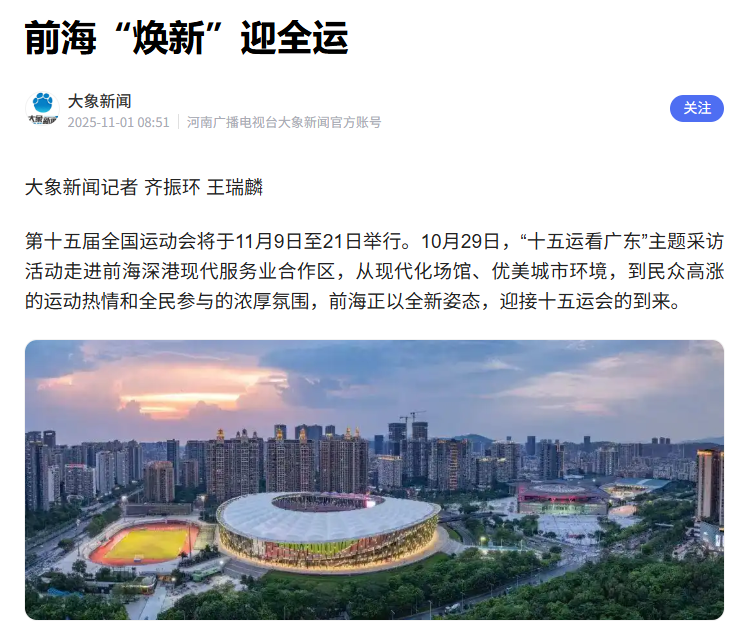 前海“焕新”迎全运
大象新闻
2025-11-01 08:51 河南广播电视台大象新闻官方账号
关注
大象新闻记者 齐振环 王瑞麟
第十五届全国运动会将于11月9日至21日举行。10月29日，“十五运看广东”主题采访
活动走进前海深港现代服务业合作区，从现代化场馆、优美城市环境，到民众高涨
的运动热情和全民参与的浓厚氛围，前海正以全新姿态，迎接十五运会的到来。